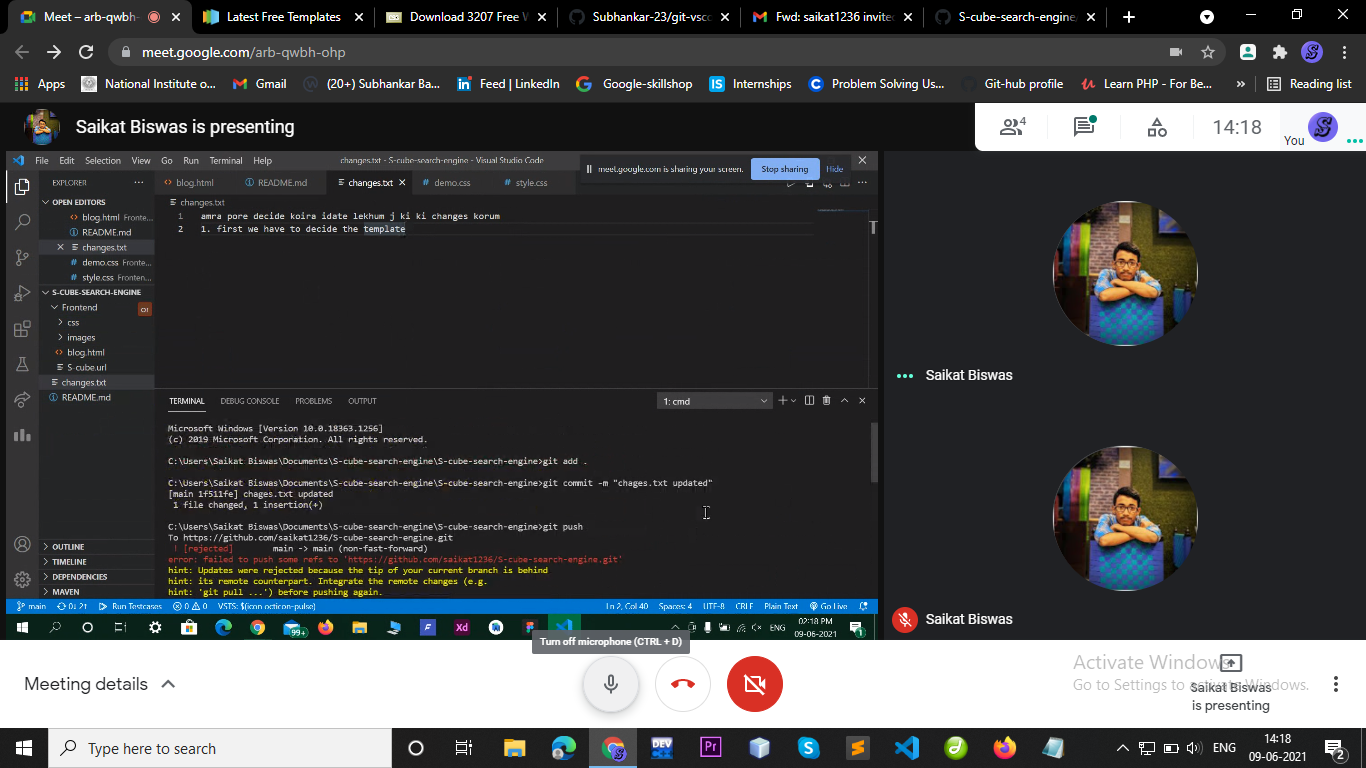 Meet – arb-qwbh-
Latest Free Templates
Download 3207 Free W
Subhankar-23/git-vsco
Fwd: saikat1236 invited
S-cube-search-engine,
meet.google.com/arb-qwbh-ohp
Apps
National Institute o...
Gmail
(20+) Subhankar Ba...
Feed | LinkedIn
Google-skillshop
Internships
Problem Solving Us...
Git-hub profile
Learn PHP - For Be...
»
Reading list
Saikat Biswas is presenting
4
14:18
You
File Edit Selection View Go Run Terminal Help
changes.txt - S-cube-search-engine - Visual Studio Code
meet.google.com is sharing your screen.
Stop sharing
Hide
EXPLORER
blog.html
README.md
changes.txt
demo.css
style.css
OPEN EDITORS
blog.html Fronte...
README.md
changes.txt
demo.css Fronte...
style.css Fronten...
S-CUBE-SEARCH-ENGINE
Frontend
css
images
blog.html
S-cube.url
changes.txt
README.md
OUTLINE
TIMELINE
DEPENDENCIES
MAVEN
changes.txt
1 amra pore decide koira idate lekhum j ki ki changes korum
2 1. first we have to decide the template
TERMINAL DEBUG CONSOLE PROBLEMS OUTPUT
1: cmd
Microsoft Windows [Version 10.0.18363.1256]
(c) 2019 Microsoft Corporation. All rights reserved.
C:\Users\Saikat Biswas\Documents\S-cube-search-engine\S-cube-search-engine>git add .
C:\Users\Saikat Biswas\Documents\S-cube-search-engine\S-cube-search-engine>git commit -m "chages.txt updated"
[main 1f511fe] chages.txt updated
1 file changed, 1 insertion(+)
C:\Users\Saikat Biswas\Documents\S-cube-search-engine\S-cube-search-engine>git push
To https://github.com/saikat1236/S-cube-search-engine.git
! [rejected] main -> main (non-fast-forward)
error: failed to push some refs to 'https://github.com/saikat1236/S-cube-search-engine.git'
hint: Updates were rejected because the tip of your current branch is behind
hint: its remote counterpart. Integrate the remote changes (e.g.
hint: 'git pull ...') before pushing again.
main
Run Testcases
0 0
VSTS: $(icon octicon-pulse)
Ln 2, Col 40
Spaces: 4
UTF-8
CRLF
Plain Text
Go Live
99+
Xd
ENG
02:18 PM
09-06-2021
Saikat Biswas
Saikat Biswas
Turn off microphone (CTRL + D)
Meeting details
Activate Windows
Go to Settings to activate Windows.
Saikat Biswas
is presenting
Type here to search
DEV
Pr
ENG
14:18
09-06-2021
2